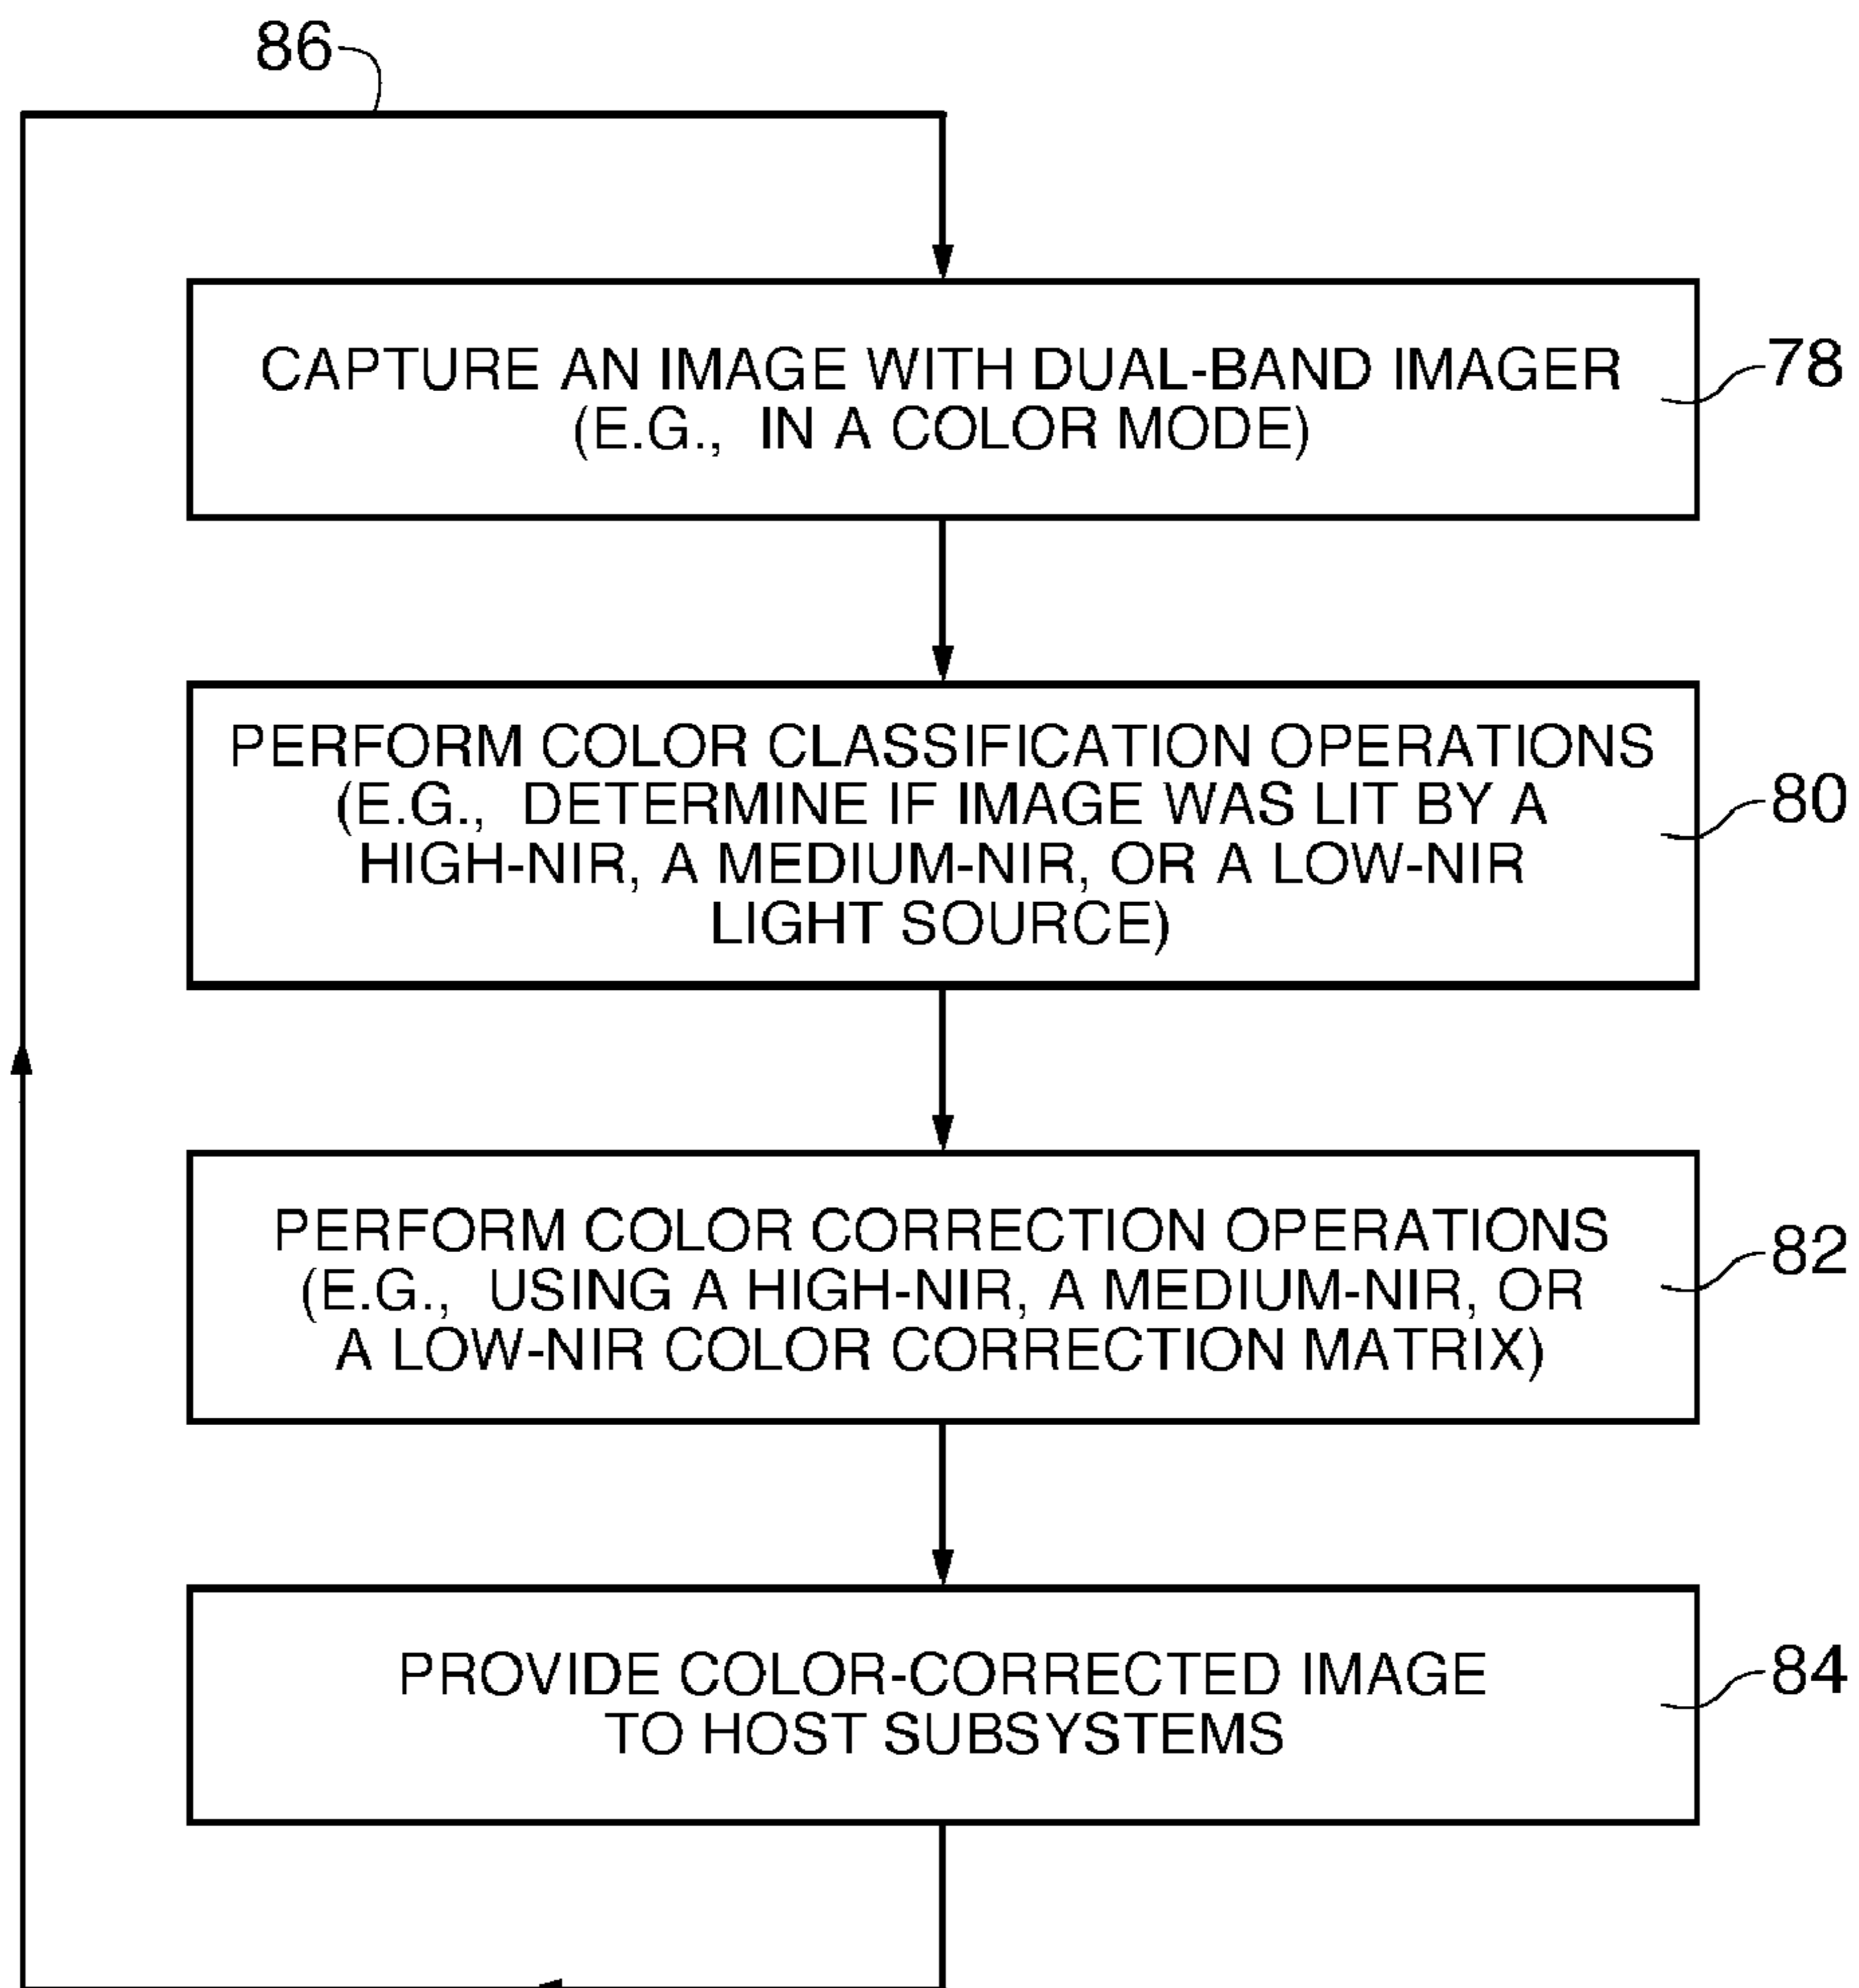 86
CAPTURE AN IMAGE WITH DUAL-BAND IMAGER
(E.G., IN A COLOR MODE)
78
PERFORM COLOR CLASSIFICATION OPERATIONS
(E.G., DETERMINE IF IMAGE WAS LIT BY A
HIGH-NIR, A MEDIUM-NIR, OR A LOW-NIR
LIGHT SOURCE)
80
PERFORM COLOR CORRECTION OPERATIONS
(E.G., USING A HIGH-NIR, A MEDIUM-NIR, OR
A LOW-NIR COLOR CORRECTION MATRIX)
82
PROVIDE COLOR-CORRECTED IMAGE
TO HOST SUBSYSTEMS
84